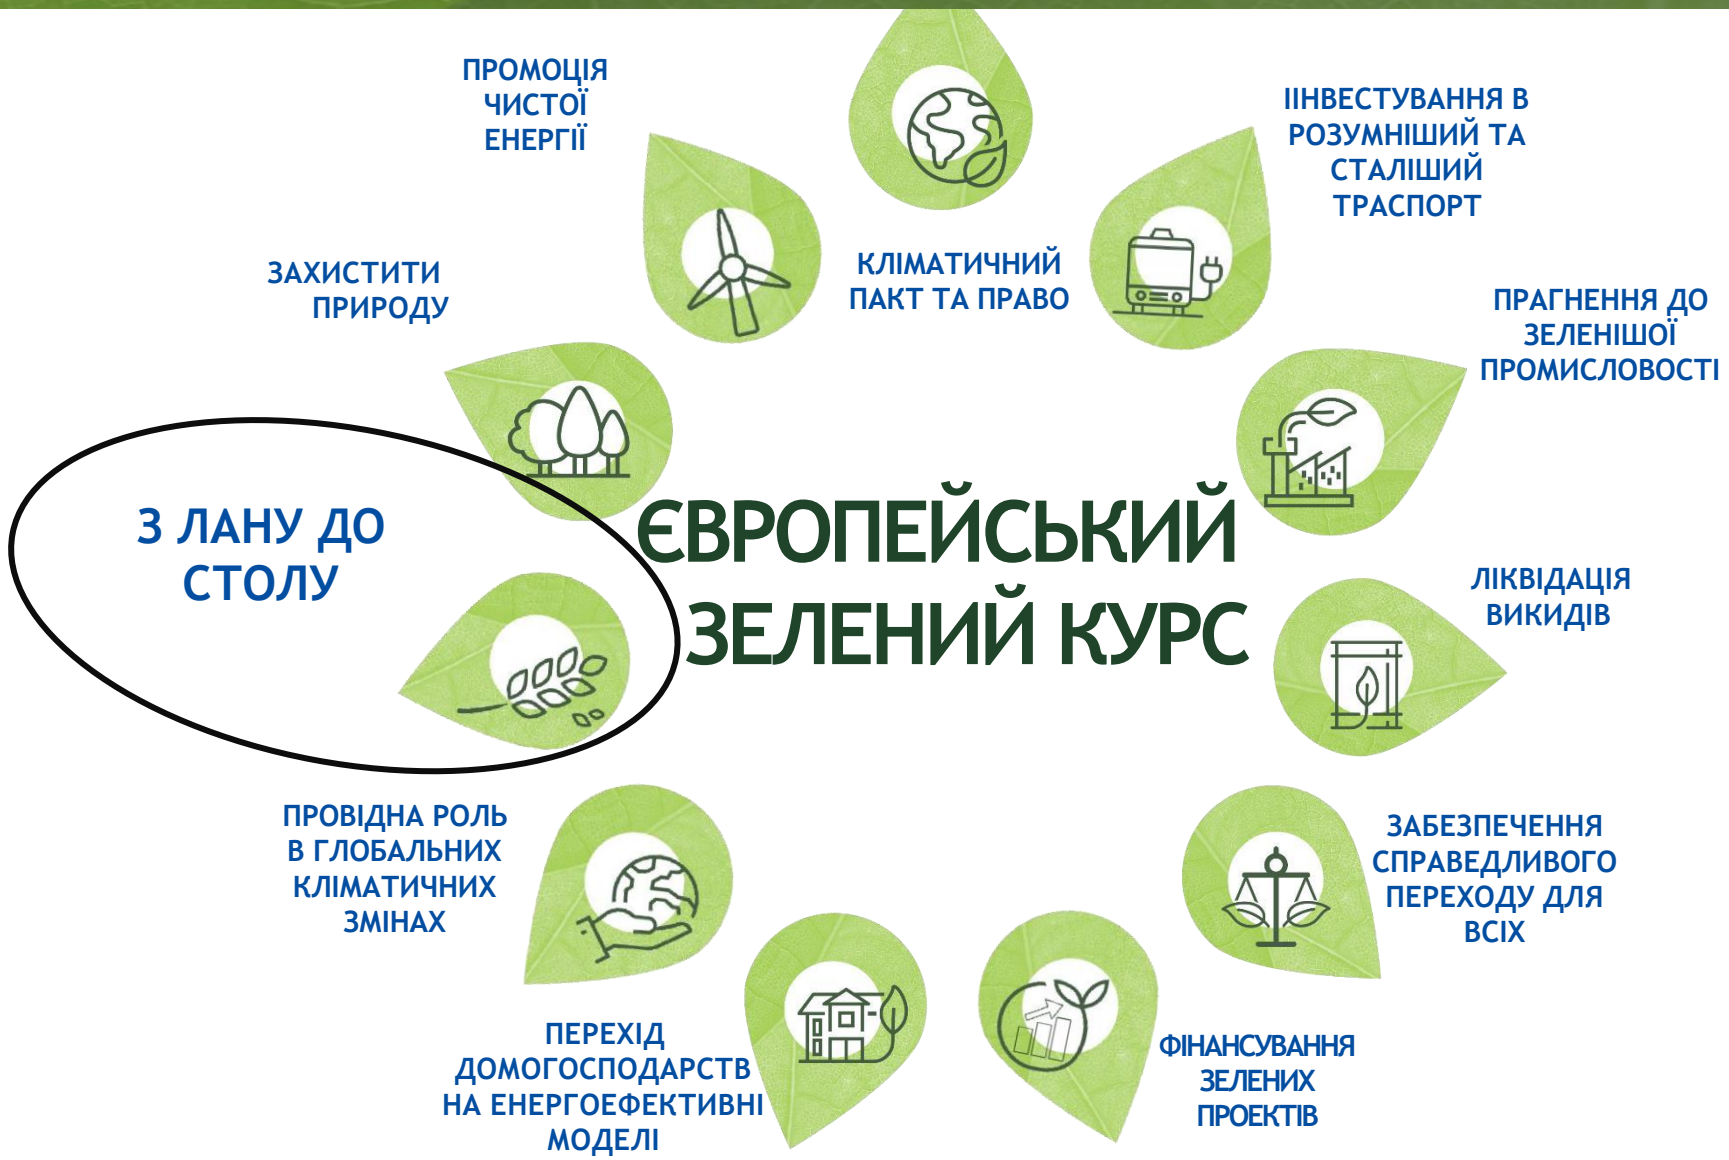 ПРОМОЦІЯ
ЧИСТОЇ
ЕНЕРГІЇ
ІІНВЕСТУВАННЯ В
РОЗУМНІШИЙ ТА
СТАЛІШИЙ
ТРАСПОРТ
ЗАХИСТИТИ
ПРИРОДУ
КЛІМАТИЧНИЙ
ПАКТ ТА ПРАВО
ПРАГНЕННЯ ДО
ЗЕЛЕНІШОЇ
ПРОМИСЛОВОСТІ
З ЛАНУ ДО
СТОЛУ
ЄВРОПЕЙСЬКИЙ
ЗЕЛЕНИЙ КУРС
ЛІКВІДАЦІЯ
ВИКИДІВ
ПРОВІДНА РОЛЬ
В ГЛОБАЛЬНИХ
КЛІМАТИЧНИХ
ЗМІНАХ
ЗАБЕЗПЕЧЕННЯ
СПРАВЕДЛИВОГО
ПЕРЕХОДУ ДЛЯ
ВСІХ
ПЕРЕХІД
ДОМОГОСПОДАРСТВ
НА ЕНЕРГОЕФЕКТИВНІ
МОДЕЛІ
ФІНАНСУВАННЯ
ЗЕЛЕНИХ
ПРОЕКТІВ